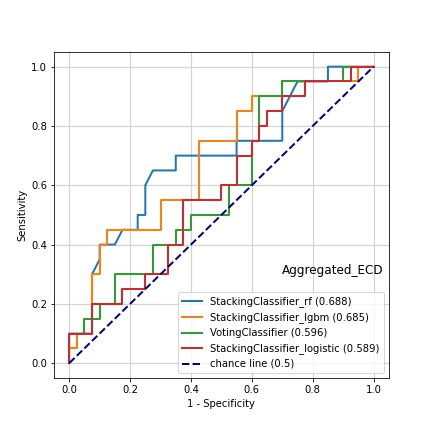 1.0
0.8
0.6
0.4
0.2
0.0
Sensitivity
Aggregated_ECD
StackingClassifier_rf (0.688)
StackingClassifier_lgbm (0.685)
VotingClassifier (0.596)
StackingClassifier_logistic (0.589)
chance line (0.5)
0.0 0.2 0.4 0.6 0.8 1.0
1 - Specificity